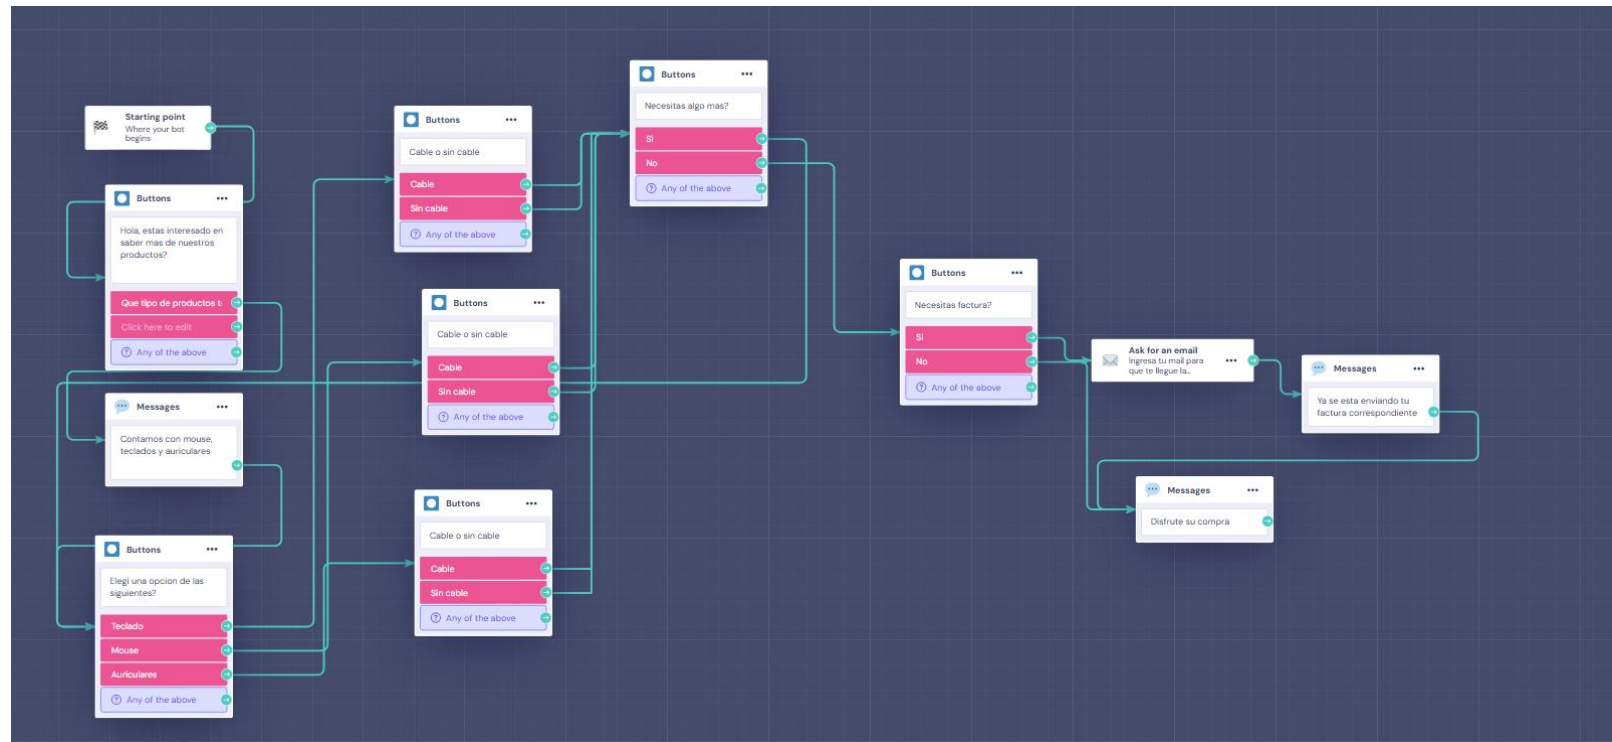 Starting point
Where your bot
begins
Buttons
Hola, estas interesado en
saber mas de nuestros
productos?
Que tipo de productos t
Click here to edit
Any of the above
Messages
Contamos con mouse,
teclados y auriculares
Buttons
Elegi una opcion de las
siguientes?
Teclado
Mouse
Auriculares
Any of the above
Buttons
Cable o sin cable
Cable
Sin cable
Any of the above
Buttons
Cable o sin cable
Cable
Sin cable
Any of the above
Buttons
Cable o sin cable
Cable
Sin cable
Any of the above
Buttons
Necesitas algo mas?
Si
No
Any of the above
Buttons
Necesitas factura?
Si
No
Any of the above
Ask for an email
Ingresa tu mail para
que te llegue la...
Messages
Ya se esta enviando tu
factura correspondiente
Messages
Disfrute su compra